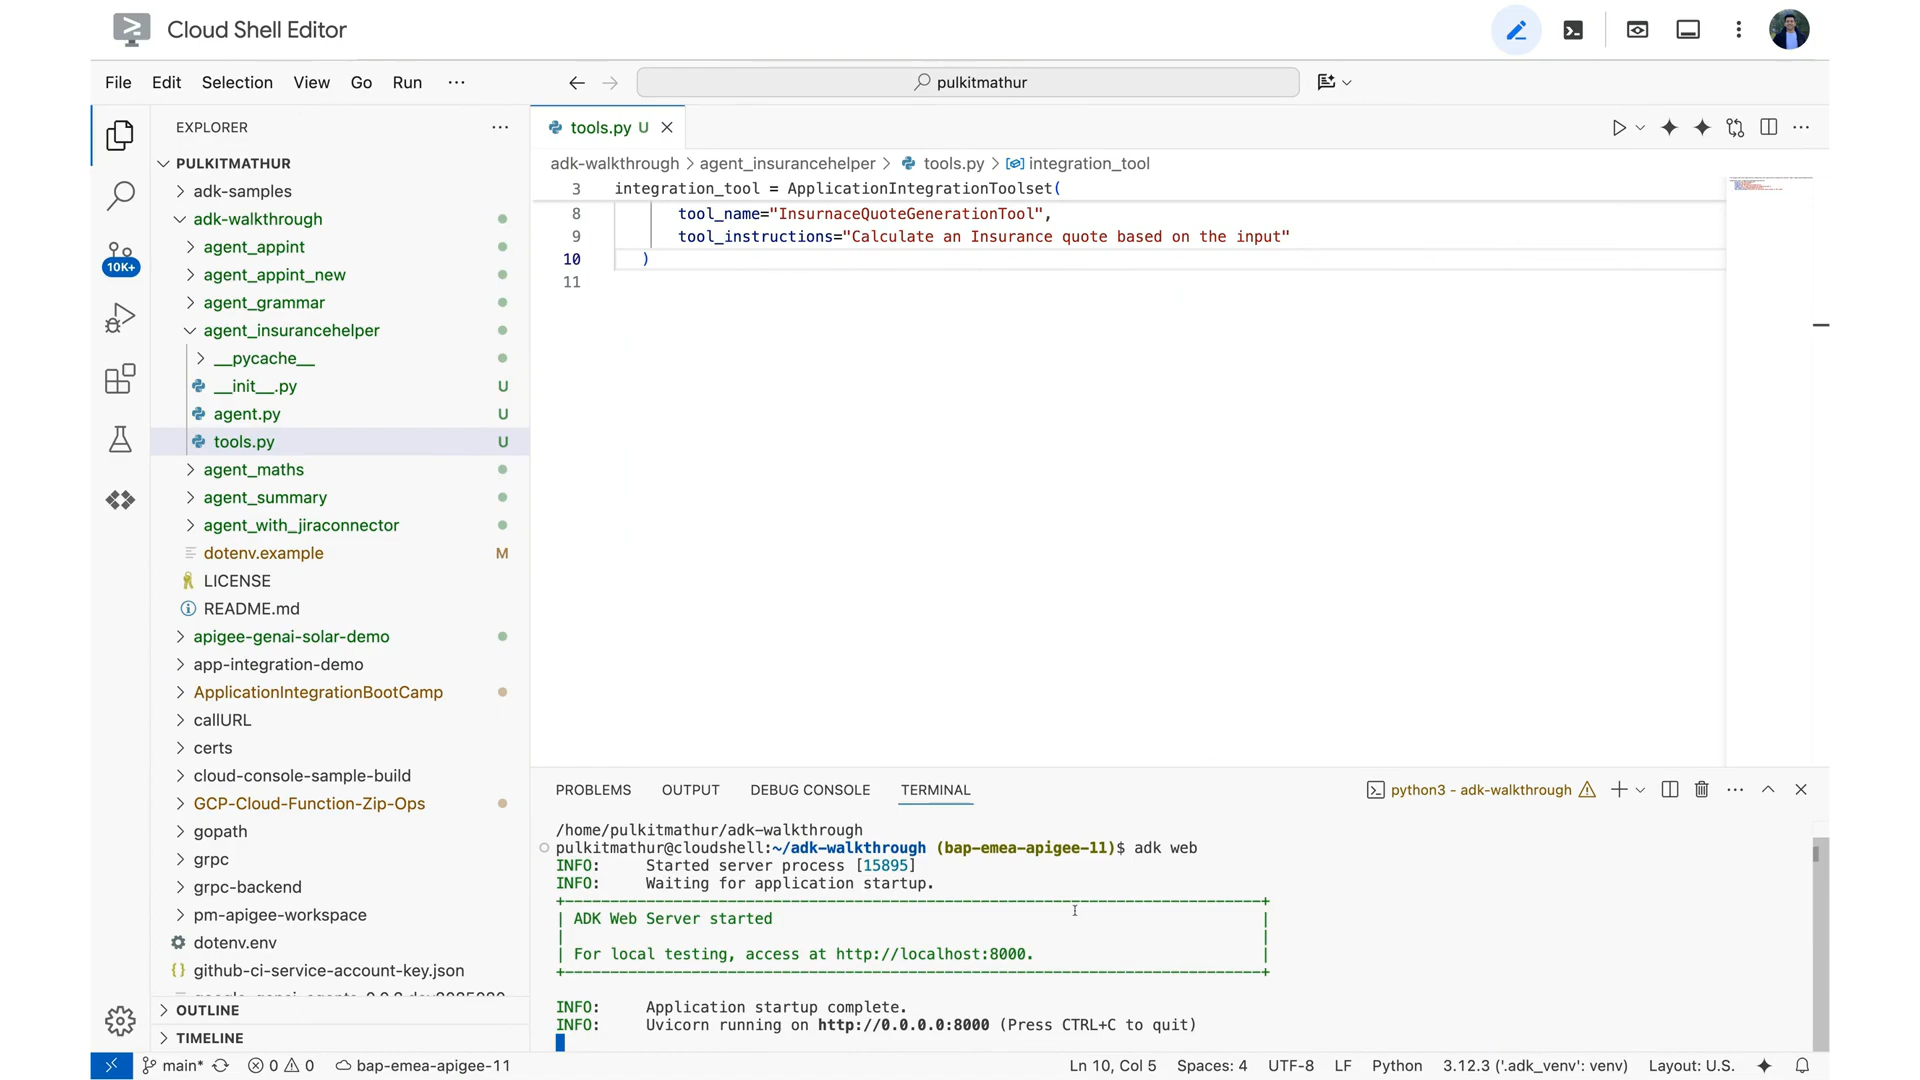 Cloud Shell Editor
File Edit Selection View Go Run ···
pulkitmathur
EXPLORER ···
PULKITMATHUR
adk-samples
adk-walkthrough
agent_appint
agent_appint_new
agent_grammar
agent_insurancehelper
__pycache__
__init__.py U
agent.py U
tools.py U
agent_maths
agent_summary
agent_with_jiraconnector
dotenv.example M
LICENSE
README.md
apigee-genai-solar-demo
app-integration-demo
ApplicationIntegrationBootCamp
callURL
certs
cloud-console-sample-build
GCP-Cloud-Function-Zip-Ops
gopath
grpc
grpc-backend
pm-apigee-workspace
dotenv.env
github-ci-service-account-key.json
OUTLINE
TIMELINE
10K+
tools.py U
adk-walkthrough > agent_insurancehelper > tools.py > integration_tool
3 integration_tool = ApplicationIntegrationToolset(
8 tool_name="InsurnaceQuoteGenerationTool",
9 tool_instructions="Calculate an Insurance quote based on the input"
10 )
11
PROBLEMS OUTPUT DEBUG CONSOLE TERMINAL
python3 - adk-walkthrough
/home/pulkitmathur/adk-walkthrough
pulkitmathur@cloudshell:~/adk-walkthrough (bap-emea-apigee-11)$ adk web
INFO: Started server process [15895]
INFO: Waiting for application startup.
ADK Web Server started
For local testing, access at http://localhost:8000.
INFO: Application startup complete.
INFO: Uvicorn running on http://0.0.0.0:8000 (Press CTRL+C to quit)
main* 0 0 bap-emea-apigee-11
Ln 10, Col 5 Spaces: 4 UTF-8 LF Python 3.12.3 ('.adk_venv': venv) Layout: U.S.